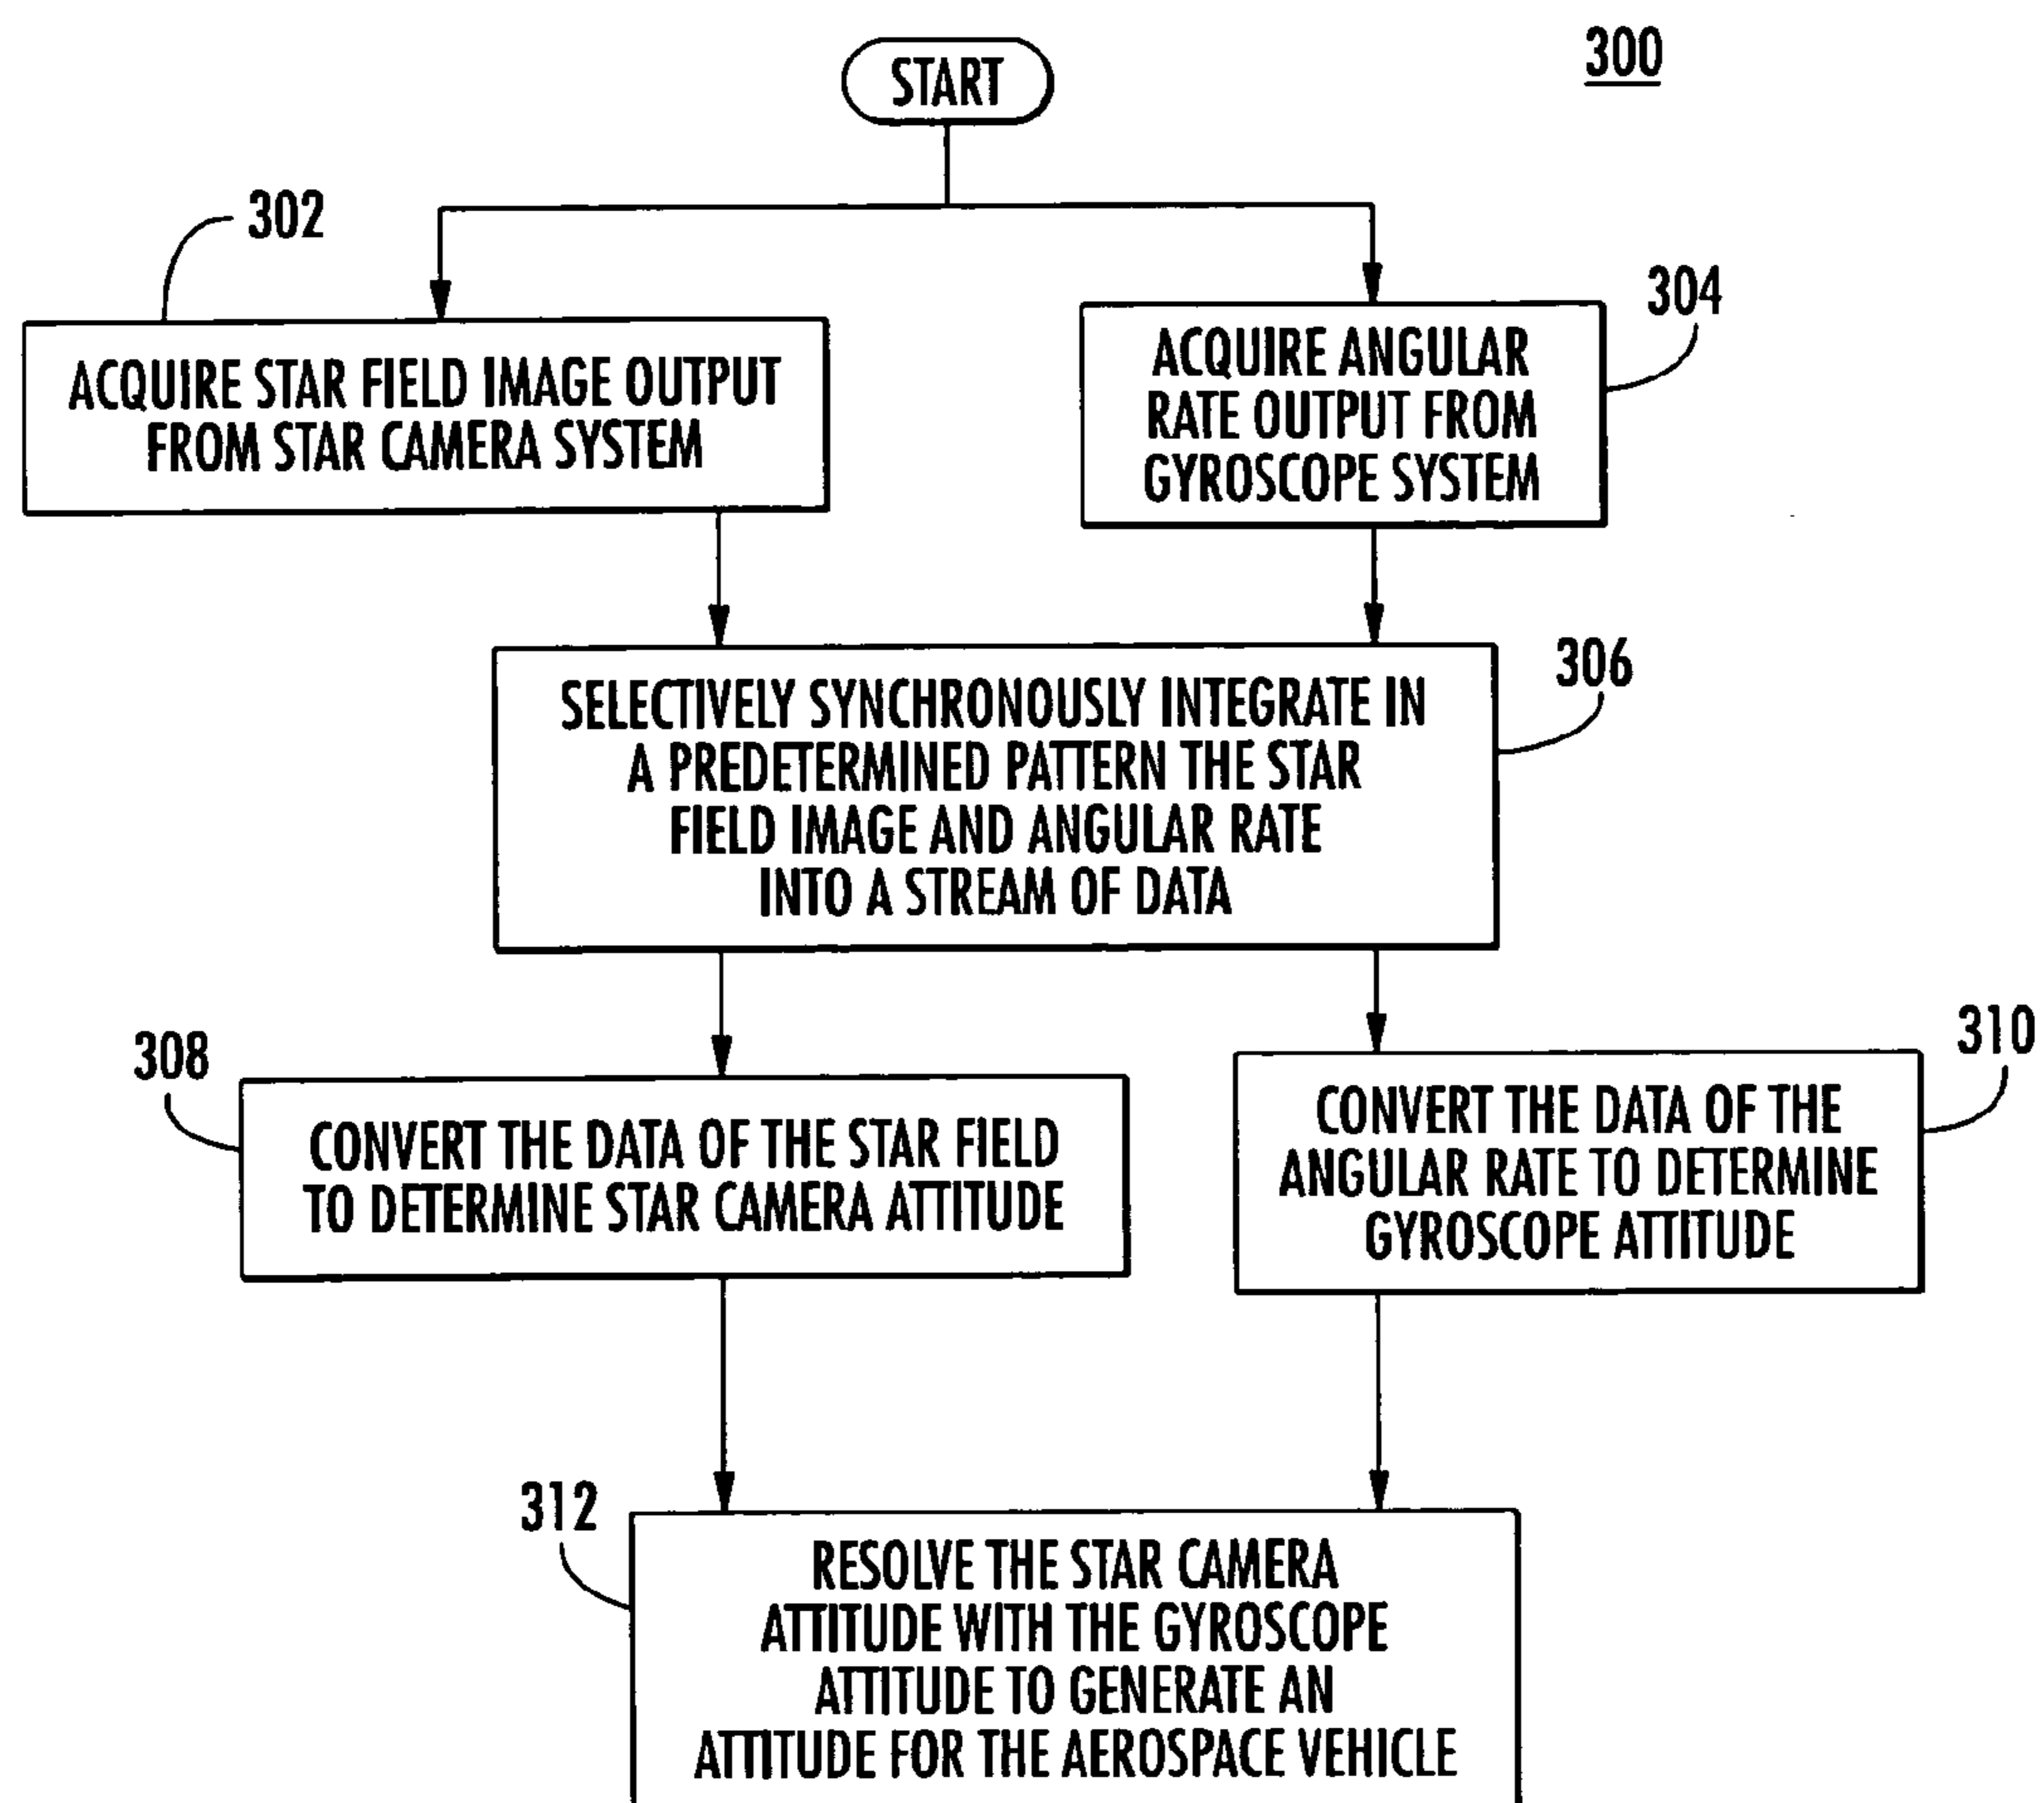 300
START
302
304
ACQUIRE STAR FIELD IMAGE OUTPUT
FROM STAR CAMERA SYSTEM
ACQUIRE ANGULAR
RATE OUTPUT FROM
GYROSCOPE SYSTEM
306
SELECTIVELY SYNCHRONOUSLY INTEGRATE IN
A PREDETERMINED PATTERN THE STAR
FIELD IMAGE AND ANGULAR RATE
INTO A STREAM OF DATA
308
310
CONVERT THE DATA OF THE STAR FIELD
TO DETERMINE STAR CAMERA ATTITUDE
CONVERT THE DATA OF THE
ANGULAR RATE TO DETERMINE
GYROSCOPE ATTITUDE
312
RESOLVE THE STAR CAMERA
ATTITUDE WITH THE GYROSCOPE
ATTITUDE TO GENERATE AN
ATTITUDE FOR THE AEROSPACE VEHICLE